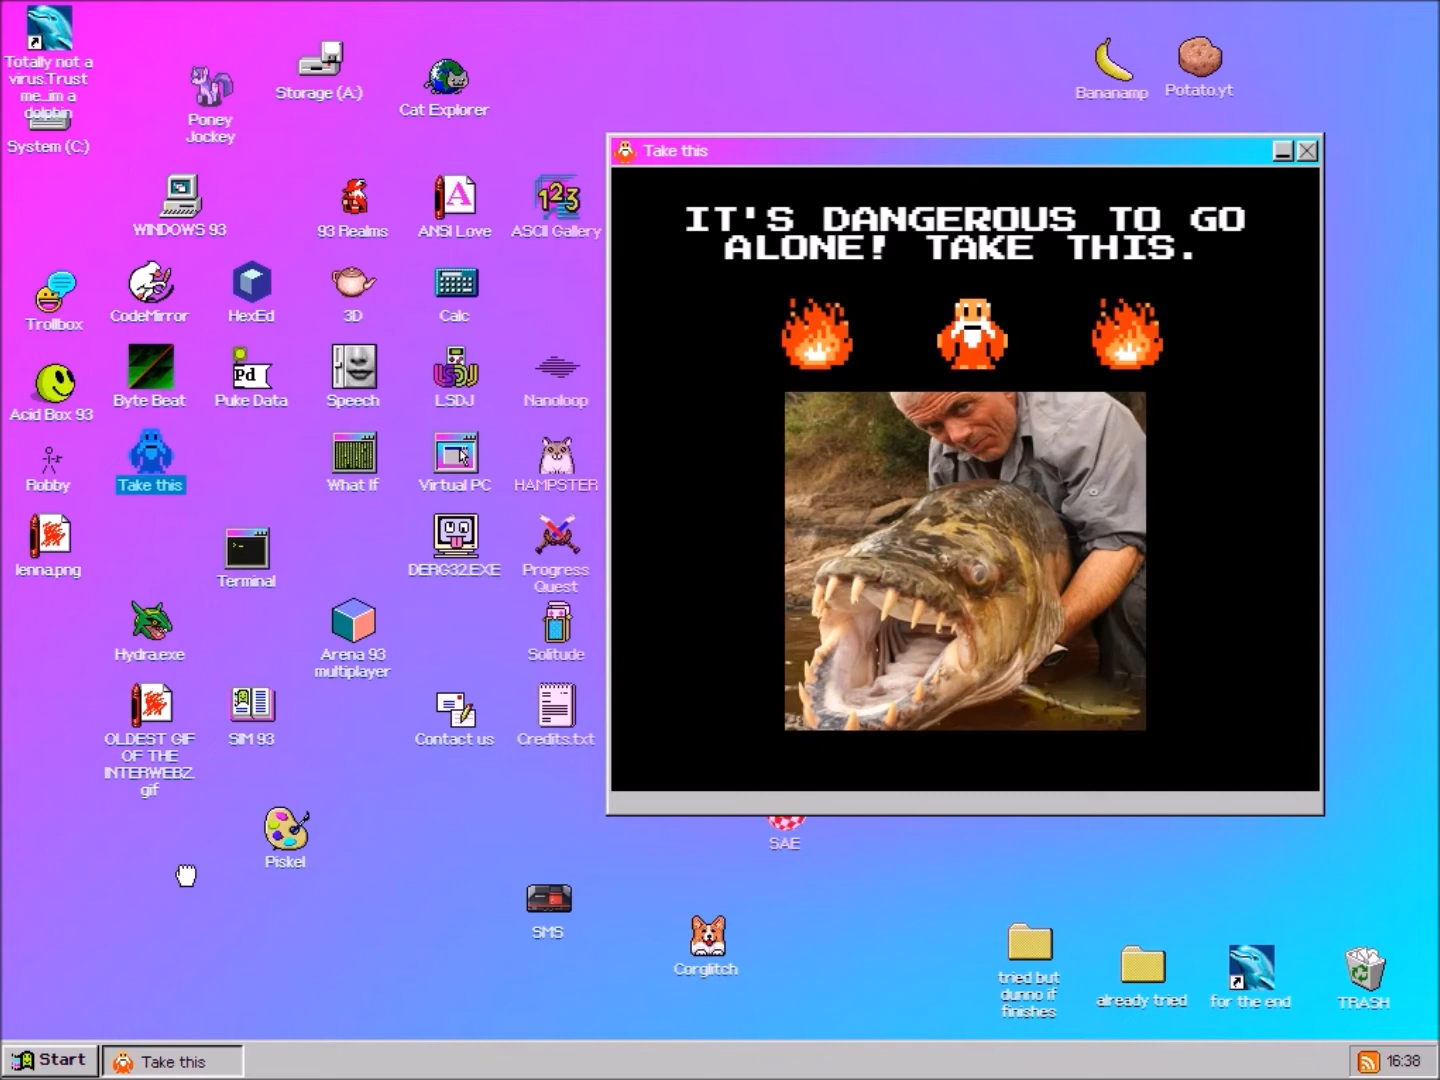 Totally not a
virus.Trust
me..im a
dolphin
System (C:)
Poney
Jockey
Storage (A:)
Cat Explorer
Bananamp
Potato.yt
Take this
IT'S DANGEROUS TO GO
ALONE! TAKE THIS.
WINDOWS 93
93 Realms
ANSI Love
ASCII Gallery
123
A
Trollbox
CodeMirror
HexEd
3D
Calc
Acid Box 93
Byte Beat
Pd
Puke Data
Speech
LSDJ
LSDJ
Nanoloop
Robby
Take this
What If
Virtual PC
HAMPSTER
lenna.png
Terminal
DERG32.EXE
Progress
Quest
Hydra.exe
Arena 93
multiplayer
Solitude
OLDEST GIF
OF THE
INTERWEBZ.
gif
SIM 93
Contact us
Credits.txt
Piskel
SAE
SMS
Corglitch
tried but
dunno if
finishes
already tried
for the end
TRASH
Start
Take this
16:38